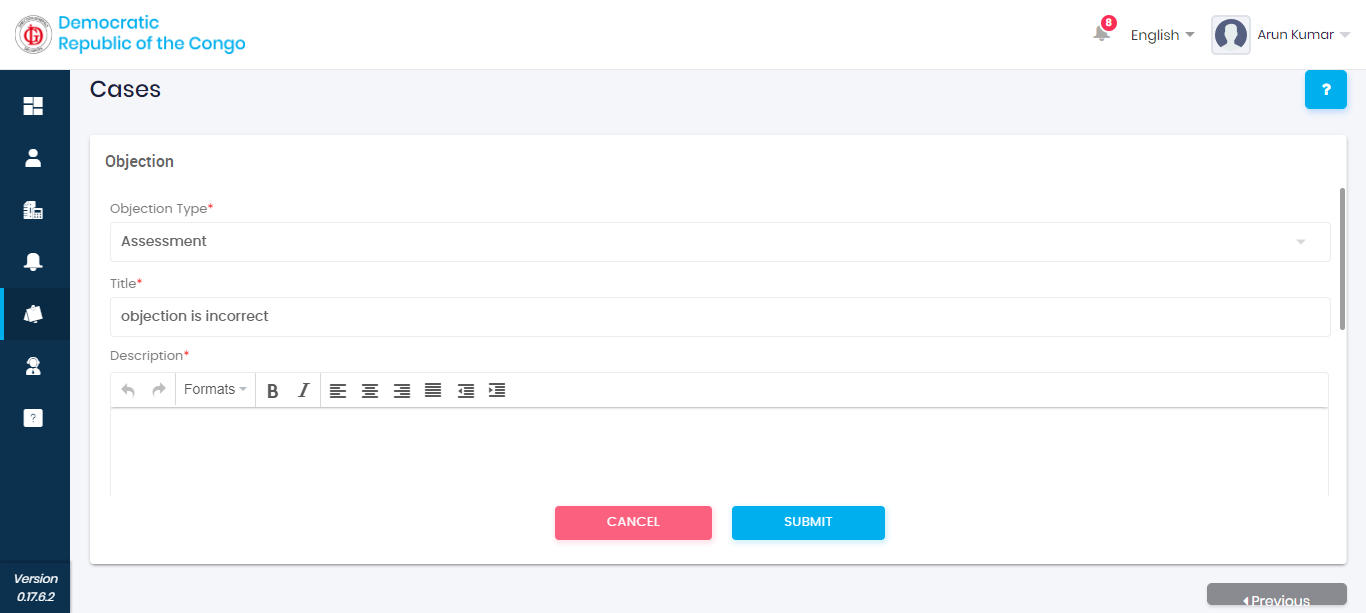 Democratic
Republic of the Congo
8
English
Arun Kumar
Cases
?
Objection
Objection Type*
Assessment
Title*
objection is incorrect
Description*
Formats
B
I
?
CANCEL
SUBMIT
Version
0.17.6.2
Previous